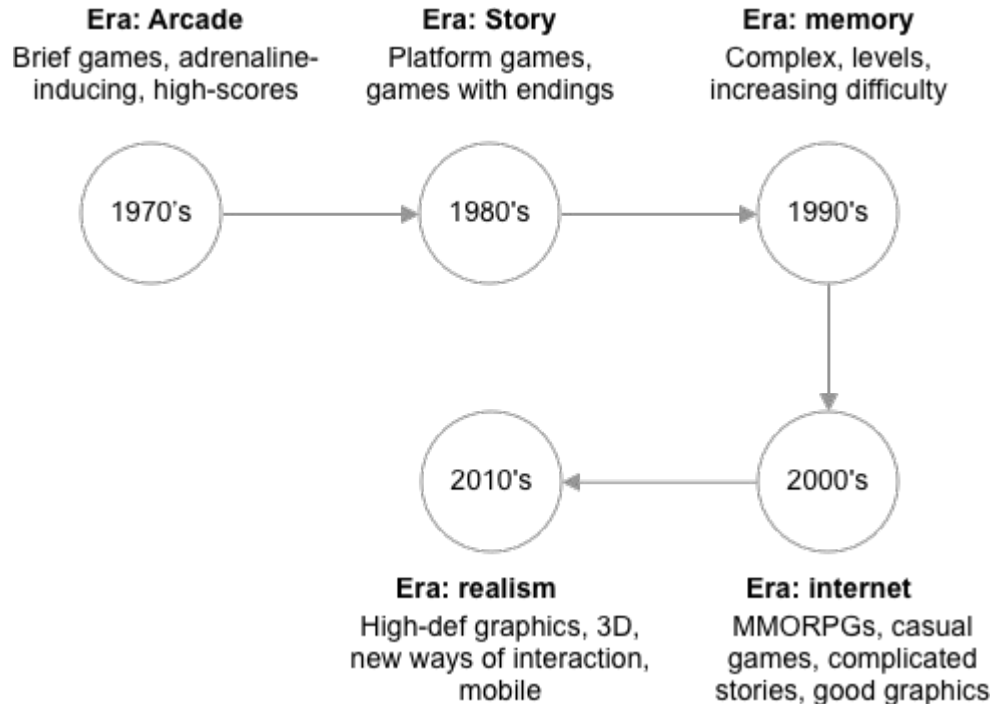 Era: Arcade
Brief games, adrenaline-
inducing, high-scores
Era: Story
Platform games,
games with endings
Era: memory
Complex, levels,
increasing difficulty
1970's
1980's
1990's
2010's
2000's
Era: realism
High-def graphics, 3D,
new ways of interaction,
mobile
Era: internet
MMORPGs, casual
games, complicated
stories, good graphics